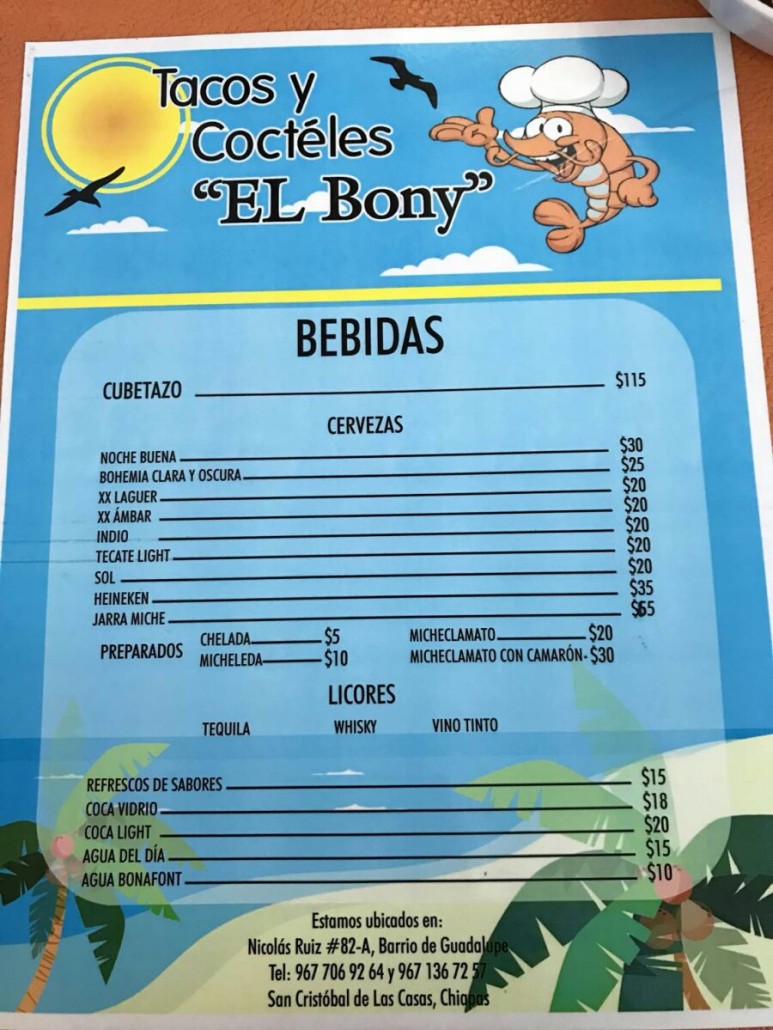 Tacos y
Coctéles
“EL Bony”
BEBIDAS
CUBETAZO $115
CERVEZAS
NOCHE BUENA $30
BOHEMIA CLARA Y OSCURA $25
XX LAGUER $20
XX ÁMBAR $20
INDIO $20
TECATE LIGHT $20
SOL $20
HEINEKEN $35
JARRA MICHE $65
PREPARADOS
CHELADA $5 MICHECLAMATO $20
MICHELEDA $10 MICHECLAMATO CON CAMARÓN- $30
LICORES
TEQUILA WHISKY VINO TINTO
REFRESCOS DE SABORES $15
COCA VIDRIO $18
COCA LIGHT $20
AGUA DEL DÍA $15
AGUA BONAFONT $10
Estamos ubicados en:
Nicolás Ruiz #82-A, Barrio de Guadalupe
Tel: 967 706 92 64 y 967 136 72 57
San Cristóbal de Las Casas, Chiapas